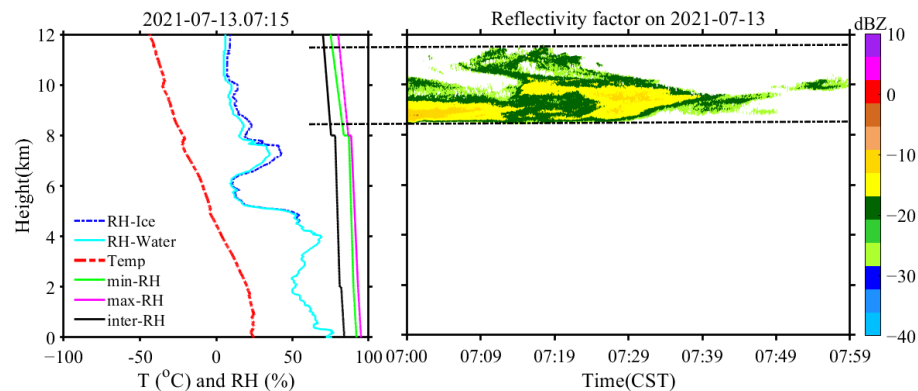 2021-07-13.07:15
Reflectivity factor on 2021-07-13
dBZ
12
10
8
6
4
2
0
Height(km)
RH-Ice
RH-Water
Temp
min-RH
max-RH
inter-RH
−100 -50 0 50 100
T (°C) and RH (%)
07:00 07:09 07:19 07:29 07:39 07:49 07:59
Time(CST)
10
0
−10
−20
−30
−40